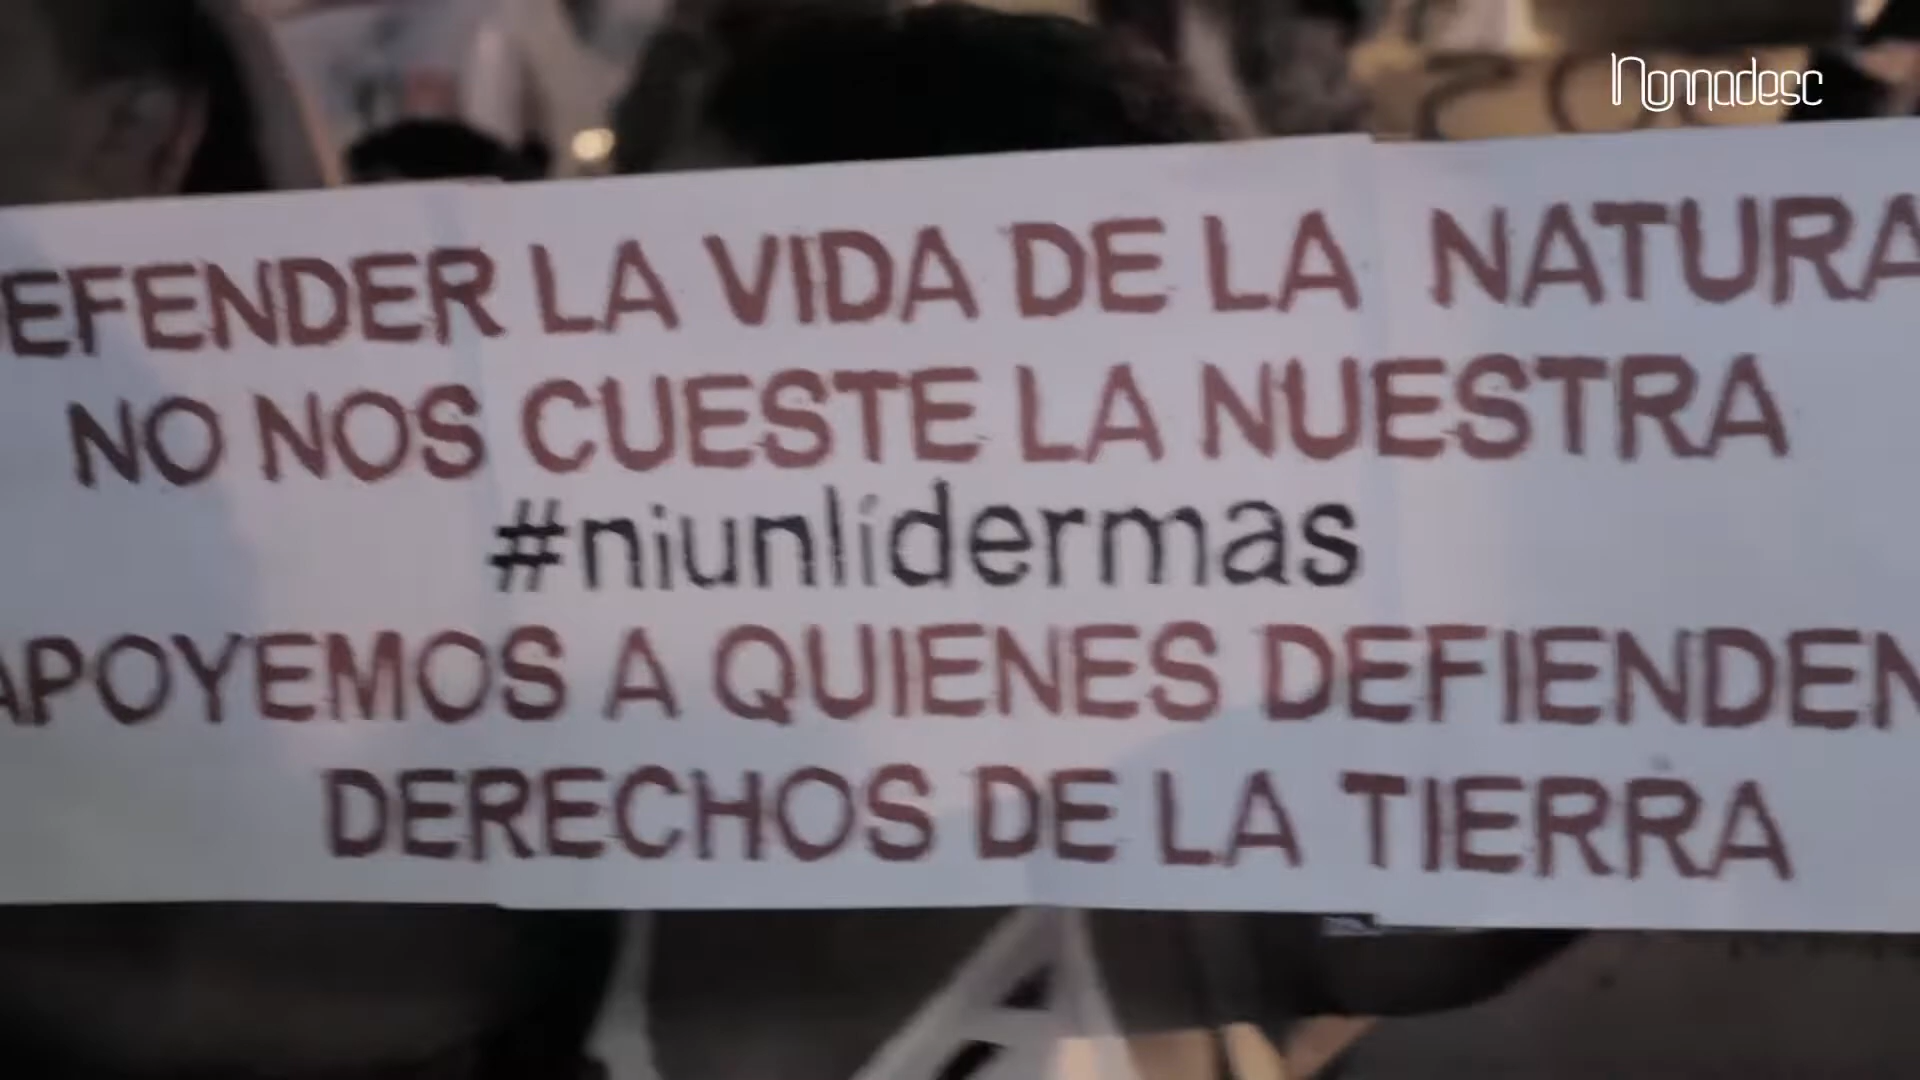 Nomadesc
EFENDER LA VIDA DE LA NATURA
NO NOS CUESTE LA NUESTRA
#niunlídermas
APOYEMOS A QUIENES DEFIENDEN
DERECHOS DE LA TIERRA